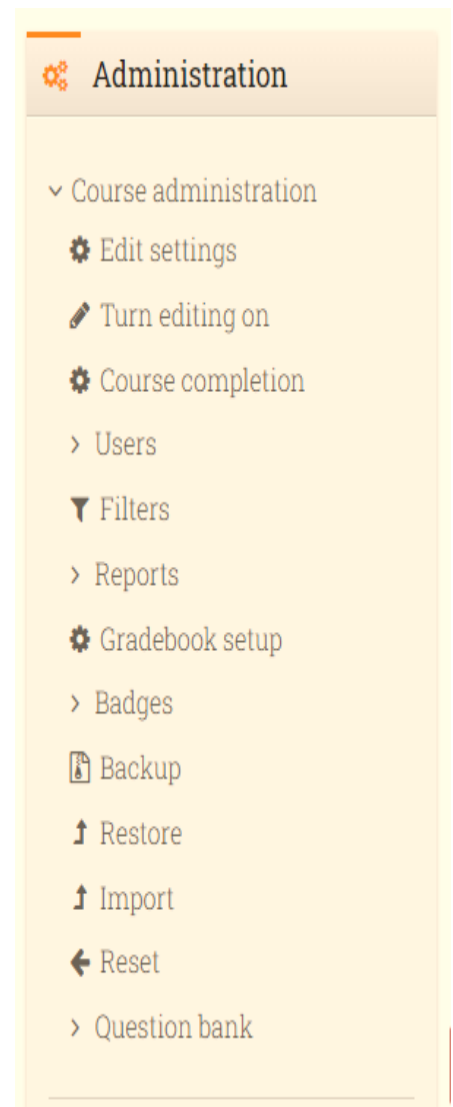 Administration
Course administration
Edit settings
Turn editing on
Course completion
Users
Filters
Reports
Gradebook setup
Badges
Backup
Restore
Import
Reset
Question bank